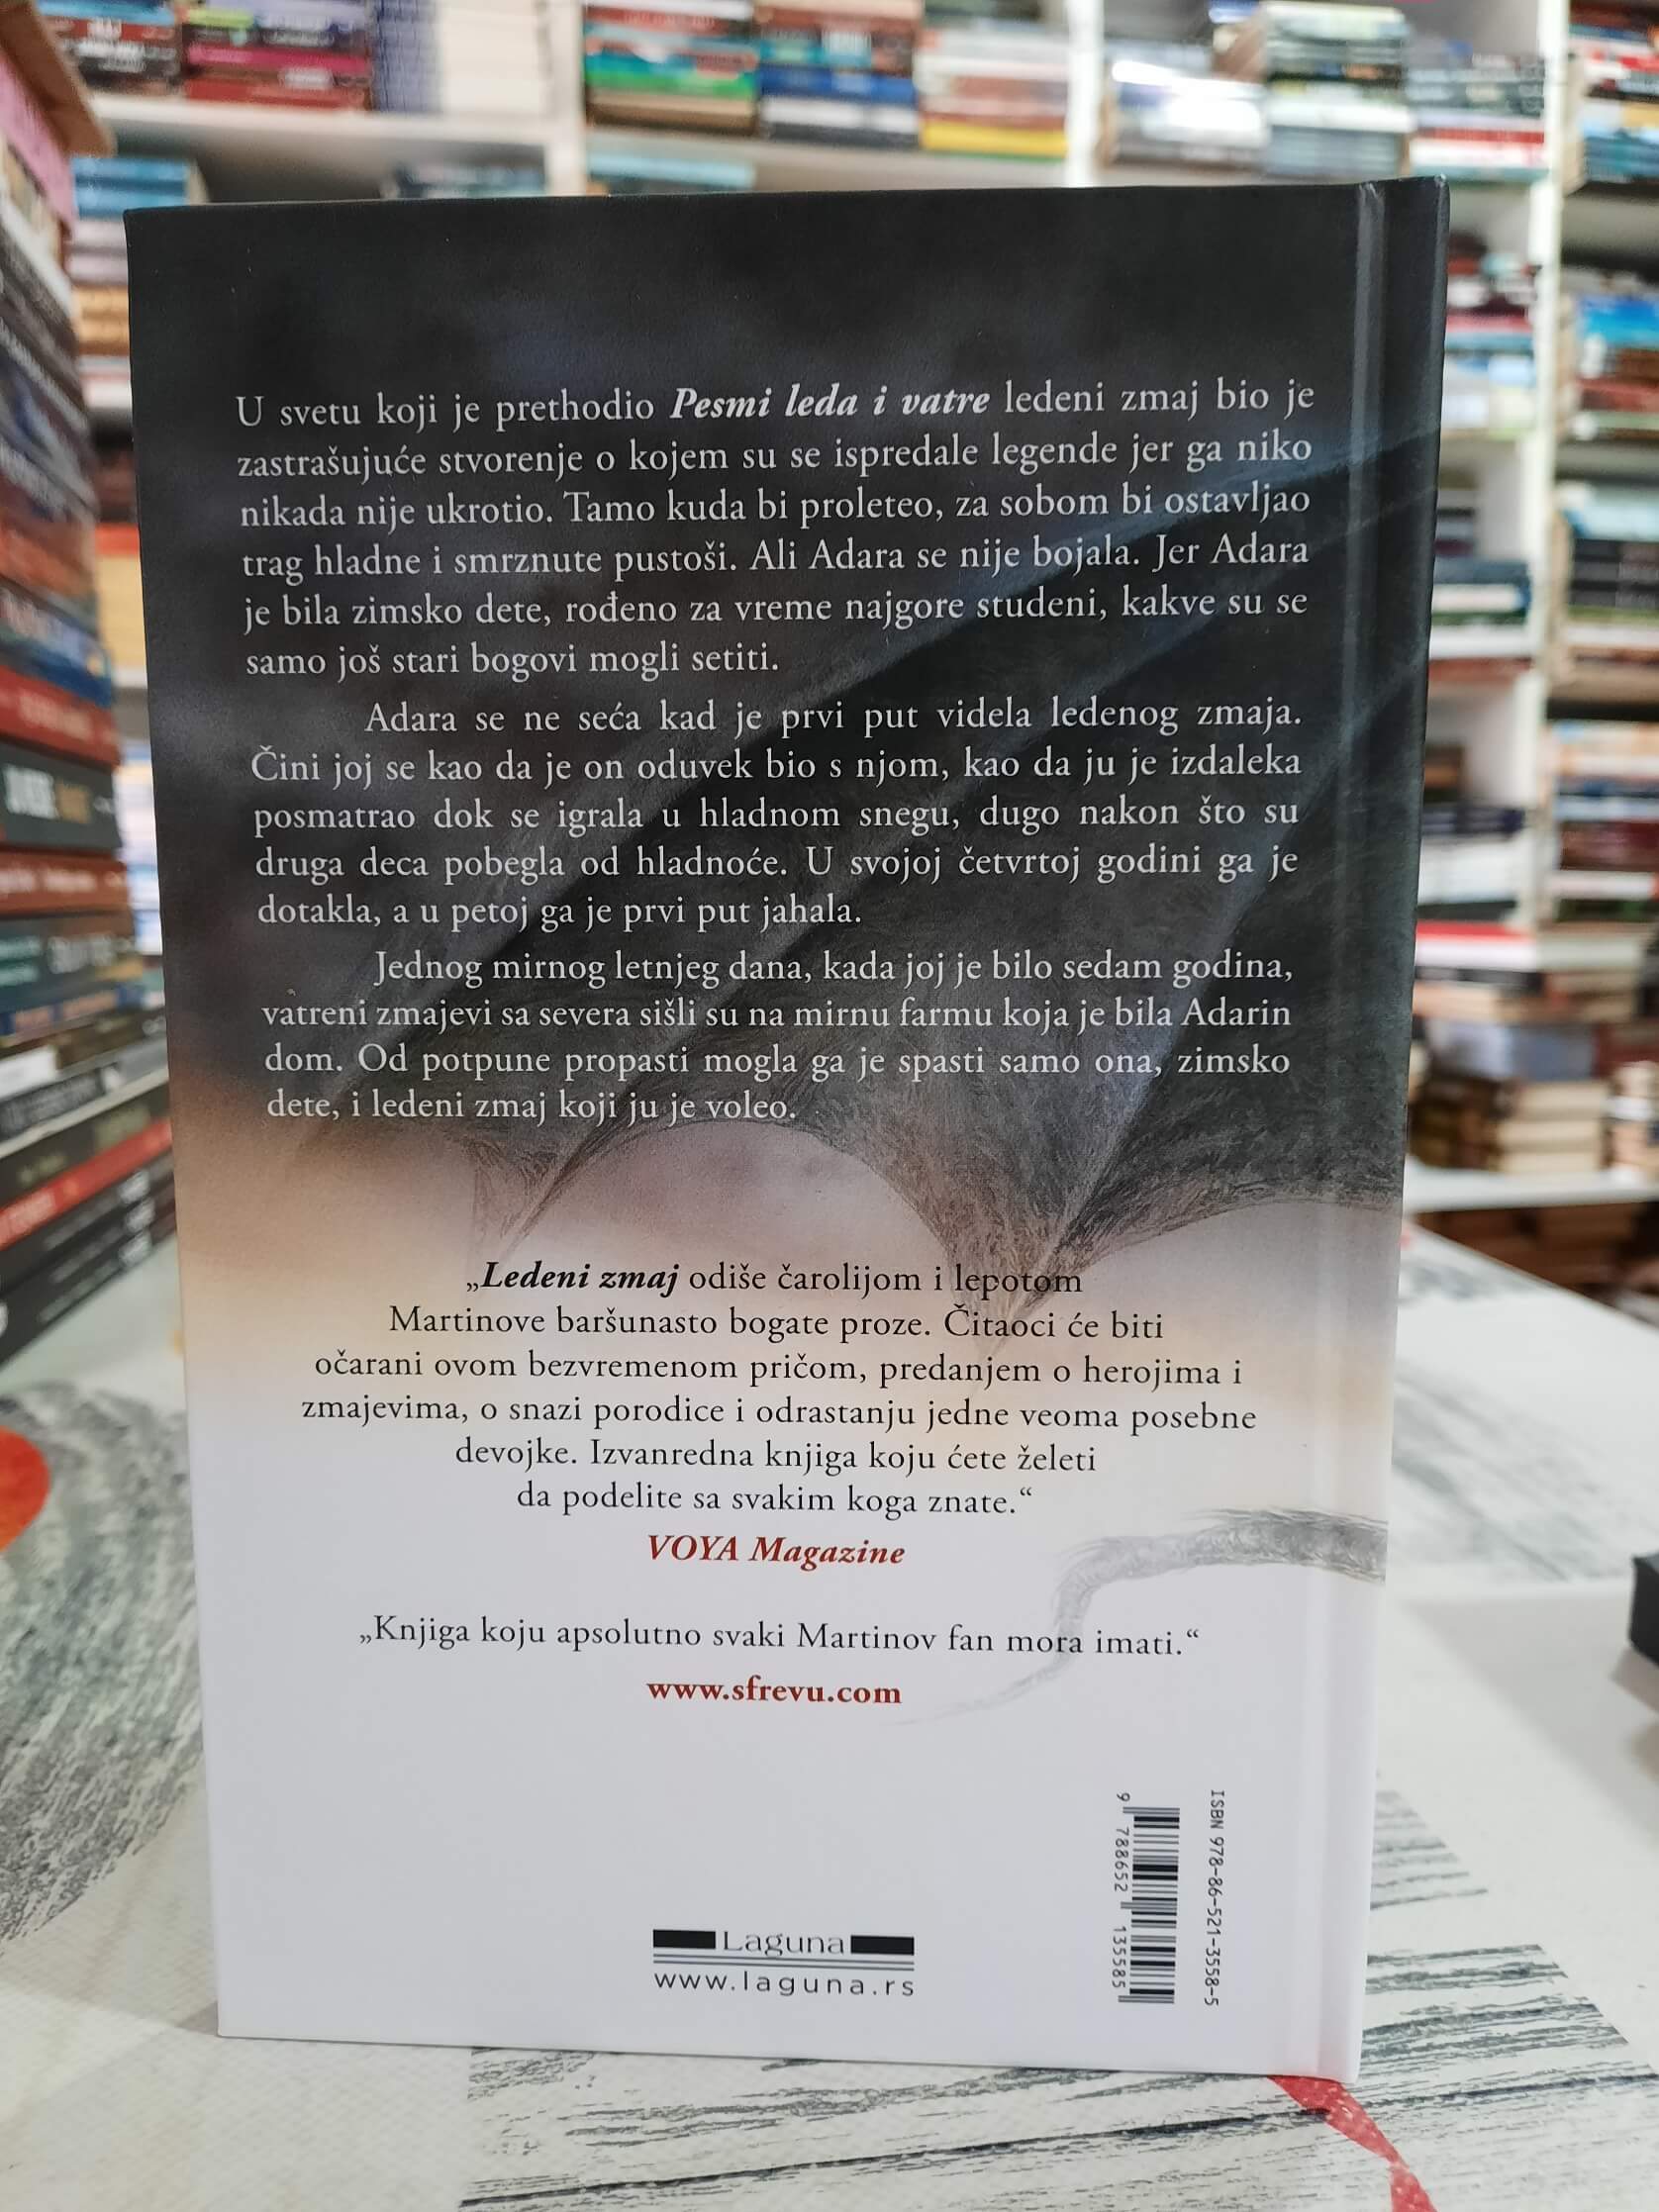 U svetu koji je prethodio Pesmi leda i vatre ledeni zmaj bio je
zastrašujuće stvorenje o kojem su se ispredale legende jer ga niko
nikada nije ukrotio. Tamo kuda bi proleteo, za sobom bi ostavljao
trag hladne i smrznute pustoši. Ali Adara se nije bojala. Jer Adara
je bila zimsko dete, rođeno za vreme najgore studeni, kakve su se
samo još stari bogovi mogli setiti.
Adara se ne seća kad je prvi put videla ledenog zmaja.
Čini joj se kao da je on oduvek bio s njom, kao da ju je izdaleka
posmatrao dok se igrala u hladnom snegu, dugo nakon što su
druga deca pobegla od hladnoće. U svojoj četvrtoj godini ga je
dotakla, a u petoj ga je prvi put jahala.
Jednog mirnog letnjeg dana, kada joj je bilo sedam godina,
vatreni zmajevi sa severa sišli su na mirnu farmu koja je bila Adarin
dom. Od potpune propasti mogla ga je spasti samo ona, zimsko
dete, i ledeni zmaj koji ju je voleo.
„Ledeni zmaj odiše čarolijom i lepotom
Martinove baršunasto bogate proze. Čitaoci će biti
očarani ovom bezvremenom pričom, predanjem o herojima i
zmajevima, o snazi porodice i odrastanju jedne veoma posebne
devojke. Izvanredna knjiga koju ćete želeti
da podelite sa svakim koga znate.“
VOYA Magazine
„Knjiga koju apsolutno svaki Martinov fan mora imati.“
www.sfrevu.com
ISBN 978-86-521-3558-5
9 788652 135585
Laguna
www.laguna.rs